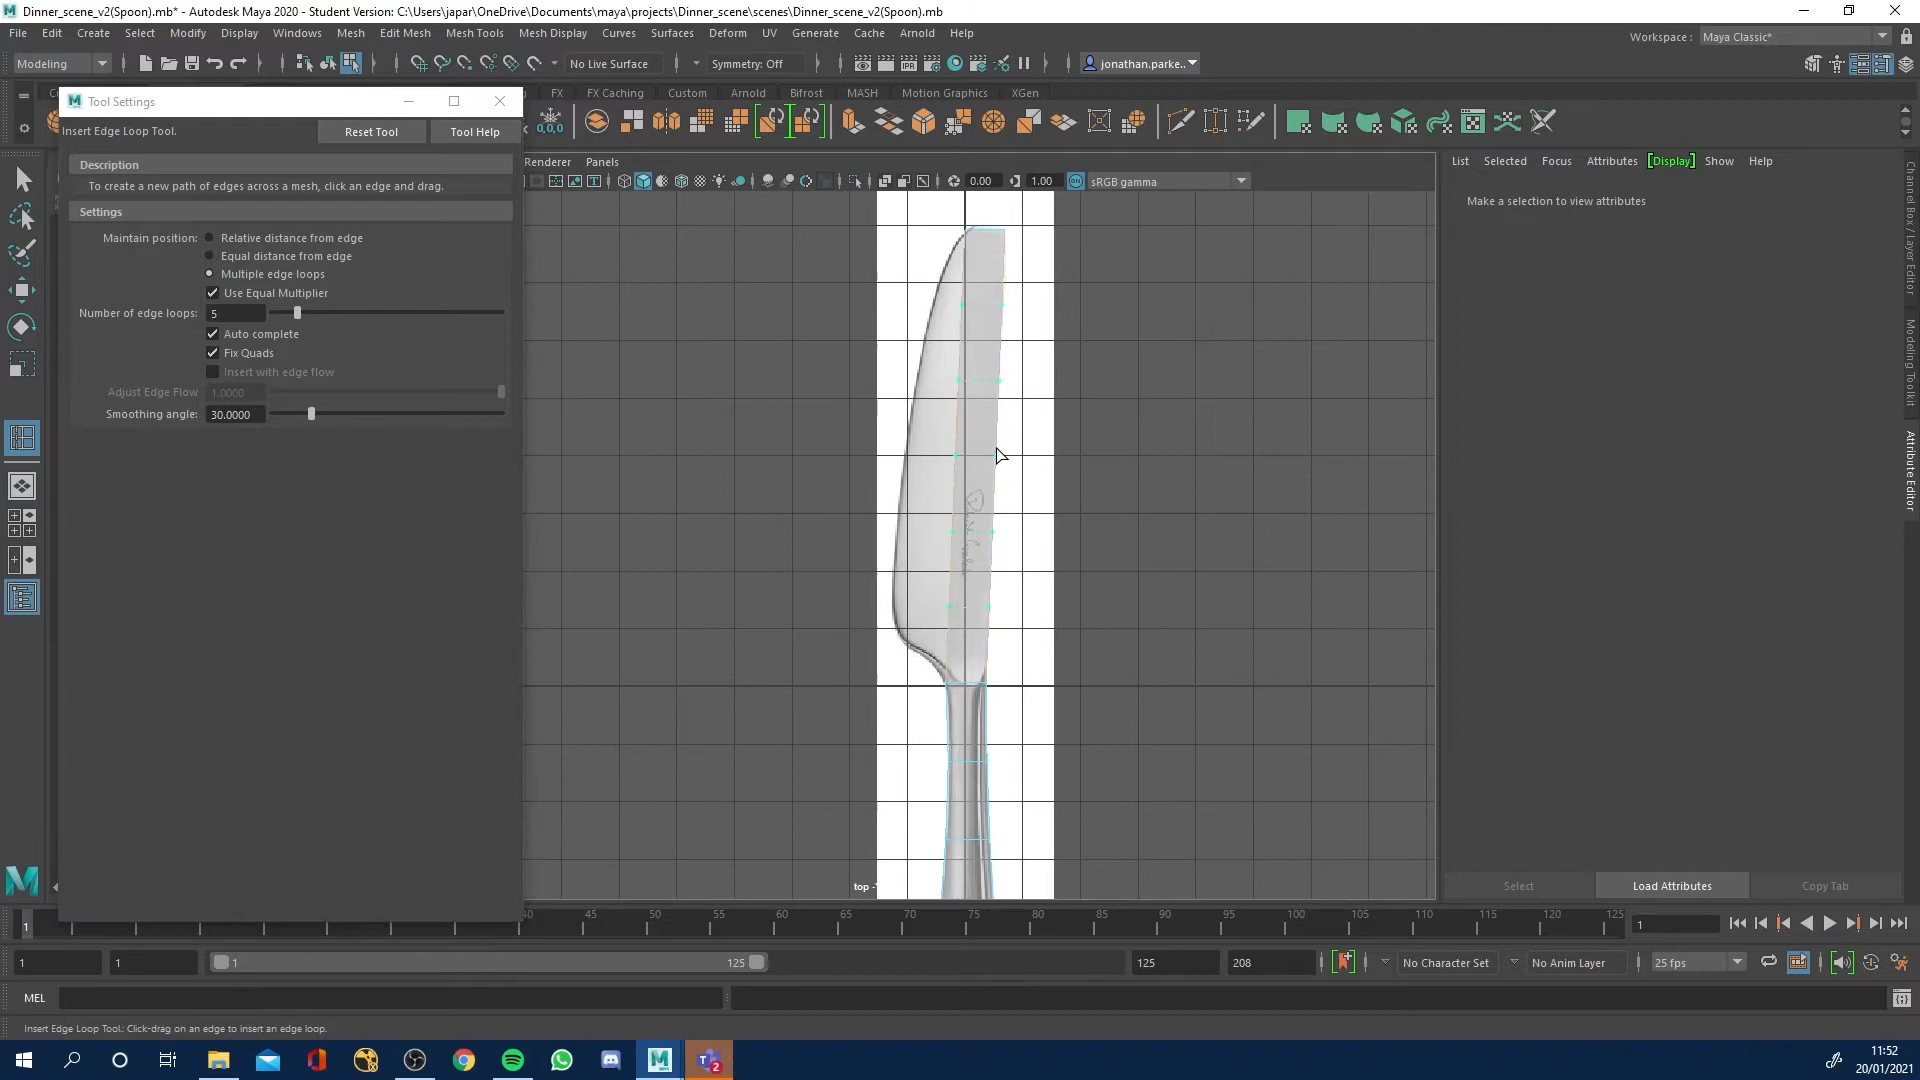 Dinner_scene_v2(Spoon).mb* - Autodesk Maya 2020 - Student Version: C:\Users\japar\OneDrive\Documents\maya\projects\Dinner_scene\scenes\Dinner_scene_v2(Spoon).mb
File Edit Create Select Modify Display Windows Mesh Edit Mesh Mesh Tools Mesh Display Curves Surfaces Deform UV Generate Cache Arnold Help
Workspace : Maya Classic*
Modeling No Live Surface Symmetry: Off jonathan.parke..
FX FX Caching Custom Arnold Bifrost MASH Motion Graphics XGen
0,0,0
Tool Settings
Insert Edge Loop Tool. Reset Tool Tool Help
Description
To create a new path of edges across a mesh, click an edge and drag.
Settings
Maintain position: Relative distance from edge
Equal distance from edge
Multiple edge loops
Use Equal Multiplier
Number of edge loops: 5
Auto complete
Fix Quads
Insert with edge flow
Adjust Edge Flow 1.0000
Smoothing angle: 30.0000
Renderer Panels
0.00 1.00 ON sRGB gamma
top -Y
List Selected Focus Attributes [Display] Show Help
Make a selection to view attributes
Channel Box / Layer Editor
Modeling Toolkit
Attribute Editor
Select Load Attributes Copy Tab
1 40 45 50 55 60 65 70 75 80 85 90 95 100 105 110 115 120 125 1
1 1 1 125 125 208 No Character Set No Anim Layer 25 fps
MEL
Insert Edge Loop Tool: Click-drag on an edge to insert an edge loop.
2
11:52
20/01/2021